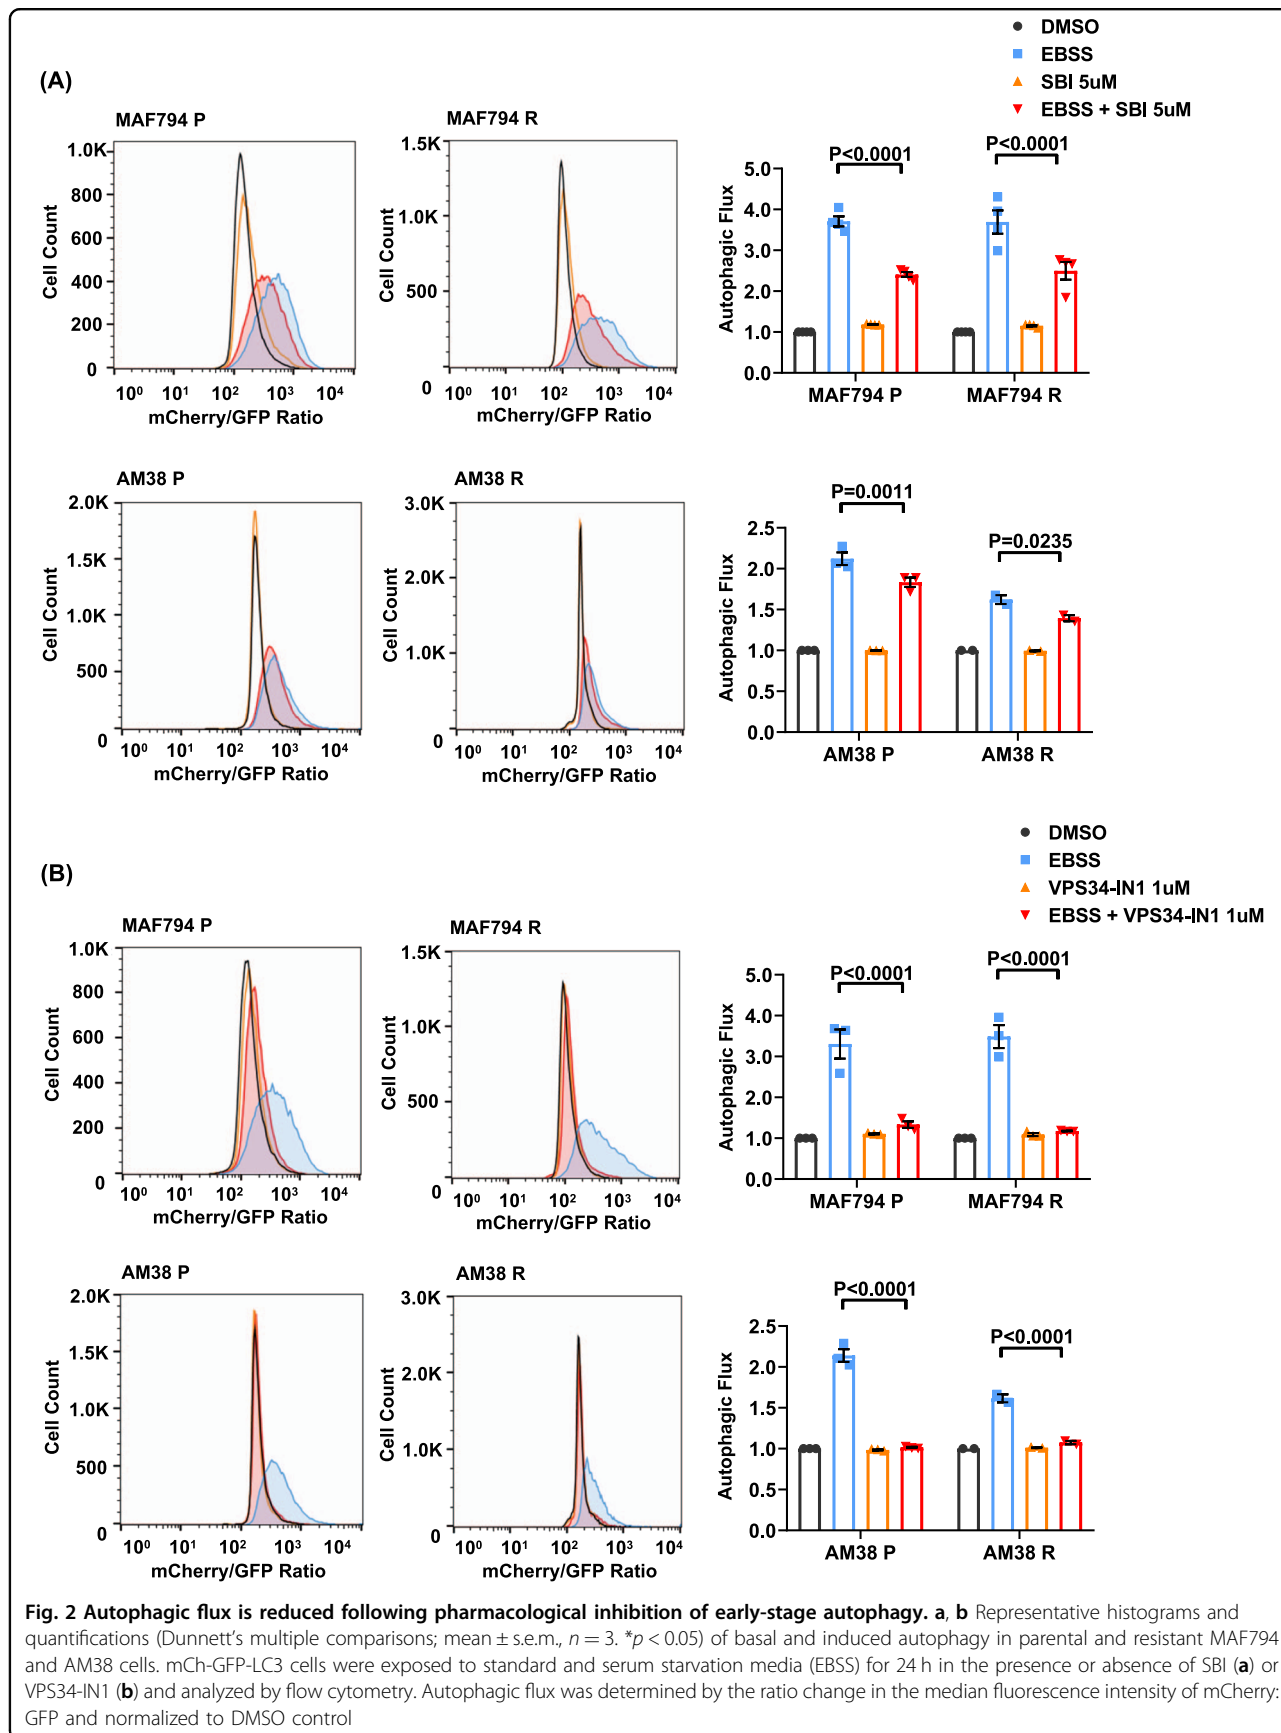 DMSO
EBSS
SBI 5uM
EBSS + SBI 5uM
(A)
MAF794 P
1.0K
800
600
400
200
0
Cell Count
10⁰ 10¹ 10² 10³ 10⁴
mCherry/GFP Ratio
MAF794 R
1.5K
1.0K
500
0
Cell Count
10⁰ 10¹ 10² 10³ 10⁴
mCherry/GFP Ratio
P<0.0001
P<0.0001
5.0
4.0
3.0
2.0
1.0
0.0
Autophagic Flux
MAF794 P MAF794 R
AM38 P
2.0K
1.5K
1.0K
500
0
Cell Count
10⁰ 10¹ 10² 10³ 10⁴
mCherry/GFP Ratio
AM38 R
3.0K
2.0K
1.0K
0
Cell Count
10⁰ 10¹ 10² 10³ 10⁴
mCherry/GFP Ratio
P=0.0011
P=0.0235
2.5
2.0
1.5
1.0
0.5
0.0
Autophagic Flux
AM38 P AM38 R
DMSO
EBSS
VPS34-IN1 1uM
EBSS + VPS34-IN1 1uM
(B)
MAF794 P
1.0K
800
600
400
200
0
Cell Count
10⁰ 10¹ 10² 10³ 10⁴
mCherry/GFP Ratio
MAF794 R
1.5K
1.0K
500
0
Cell Count
10⁰ 10¹ 10² 10³ 10⁴
mCherry/GFP Ratio
P<0.0001
P<0.0001
5.0
4.0
3.0
2.0
1.0
0.0
Autophagic Flux
MAF794 P MAF794 R
AM38 P
2.0K
1.5K
1.0K
500
0
Cell Count
10⁰ 10¹ 10² 10³ 10⁴
mCherry/GFP Ratio
AM38 R
3.0K
2.0K
1.0K
0
Cell Count
10⁰ 10¹ 10² 10³ 10⁴
mCherry/GFP Ratio
P<0.0001
P<0.0001
2.5
2.0
1.5
1.0
0.5
0.0
Autophagic Flux
AM38 P AM38 R
Fig. 2 Autophagic flux is reduced following pharmacological inhibition of early-stage autophagy. a, b Representative histograms and
quantifications (Dunnett's multiple comparisons; mean ± s.e.m., n = 3. *p < 0.05) of basal and induced autophagy in parental and resistant MAF794
and AM38 cells. mCh-GFP-LC3 cells were exposed to standard and serum starvation media (EBSS) for 24 h in the presence or absence of SBI (a) or
VPS34-IN1 (b) and analyzed by flow cytometry. Autophagic flux was determined by the ratio change in the median fluorescence intensity of mCherry:
GFP and normalized to DMSO control